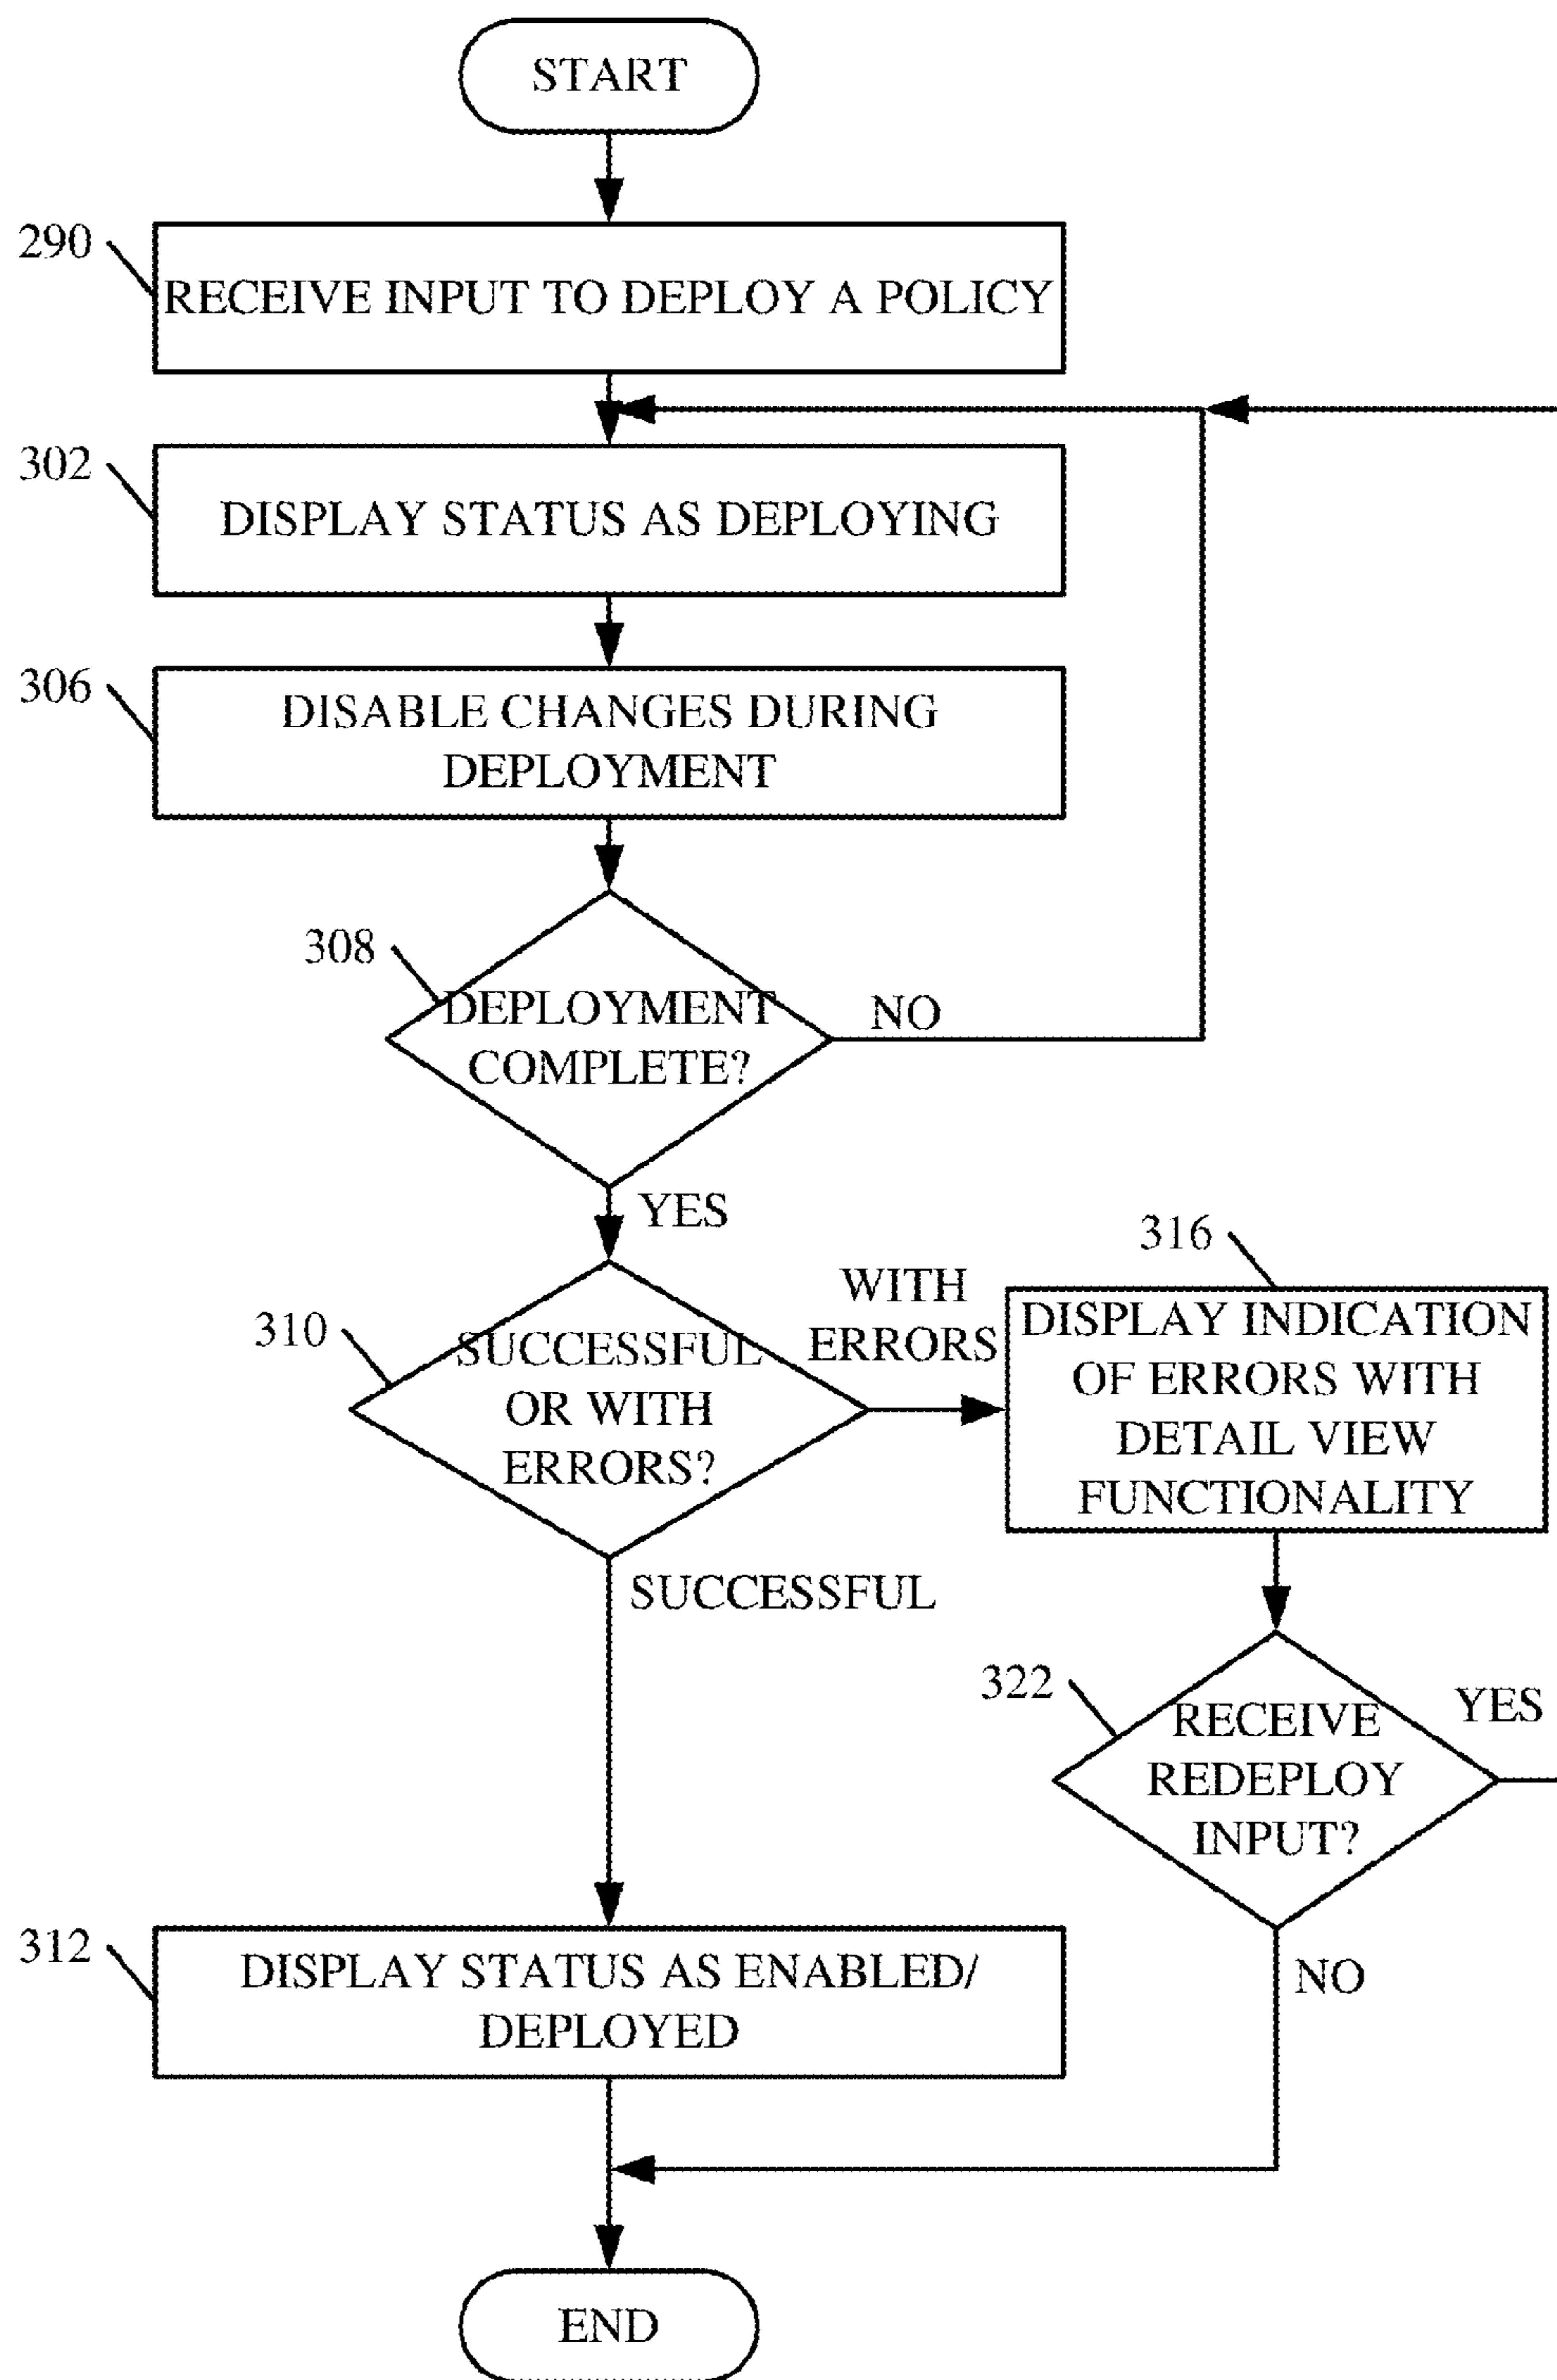 START
290
RECEIVE INPUT TO DEPLOY A POLICY
302
DISPLAY STATUS AS DEPLOYING
306
DISABLE CHANGES DURING
DEPLOYMENT
308
DEPLOYMENT
COMPLETE?
NO
YES
310
SUCCESSFUL
OR WITH
ERRORS?
WITH
ERRORS
316
DISPLAY INDICATION
OF ERRORS WITH
DETAIL VIEW
FUNCTIONALITY
SUCCESSFUL
322
RECEIVE
REDEPLOY
INPUT?
YES
NO
312
DISPLAY STATUS AS ENABLED/
DEPLOYED
END